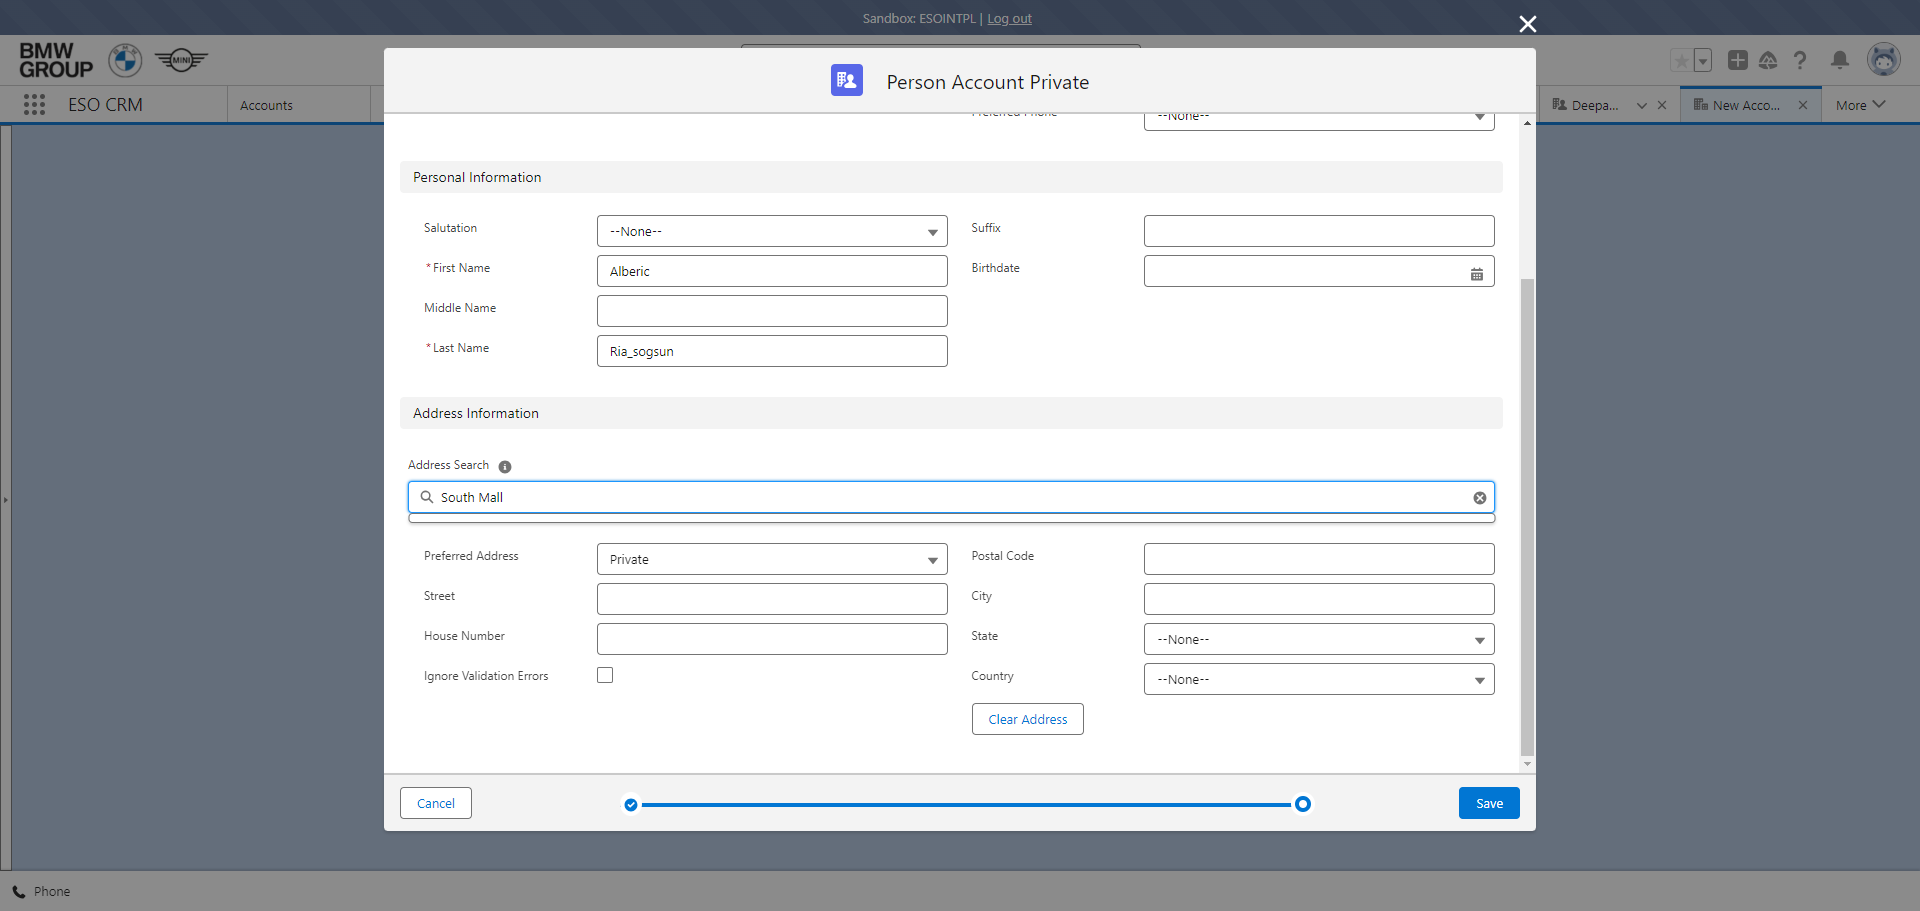 Sandbox: ESOINTPL | Log out
BMW
GROUP
MINI
ESO CRM
Accounts
Deepa...
New Acco...
More
Person Account Private
Preferred Phone
--None--
Personal Information
Salutation
--None--
Suffix
*First Name
Alberic
Birthdate
Middle Name
*Last Name
Ria_sogsun
Address Information
Address Search
South Mall
Preferred Address
Private
Postal Code
Street
City
House Number
State
--None--
Ignore Validation Errors
Country
--None--
Clear Address
Cancel
Save
Phone